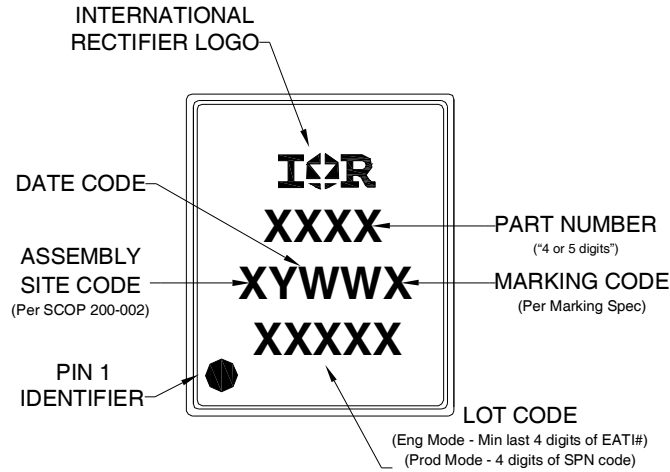 INTERNATIONAL
RECTIFIER LOGO
IOR
DATE CODE
XXXX
PART NUMBER
(“4 or 5 digits”)
ASSEMBLY
SITE CODE
(Per SCOP 200-002)
XYWWX
MARKING CODE
(Per Marking Spec)
XXXXX
PIN 1
IDENTIFIER
LOT CODE
(Eng Mode - Min last 4 digits of EATI#)
(Prod Mode - 4 digits of SPN code)